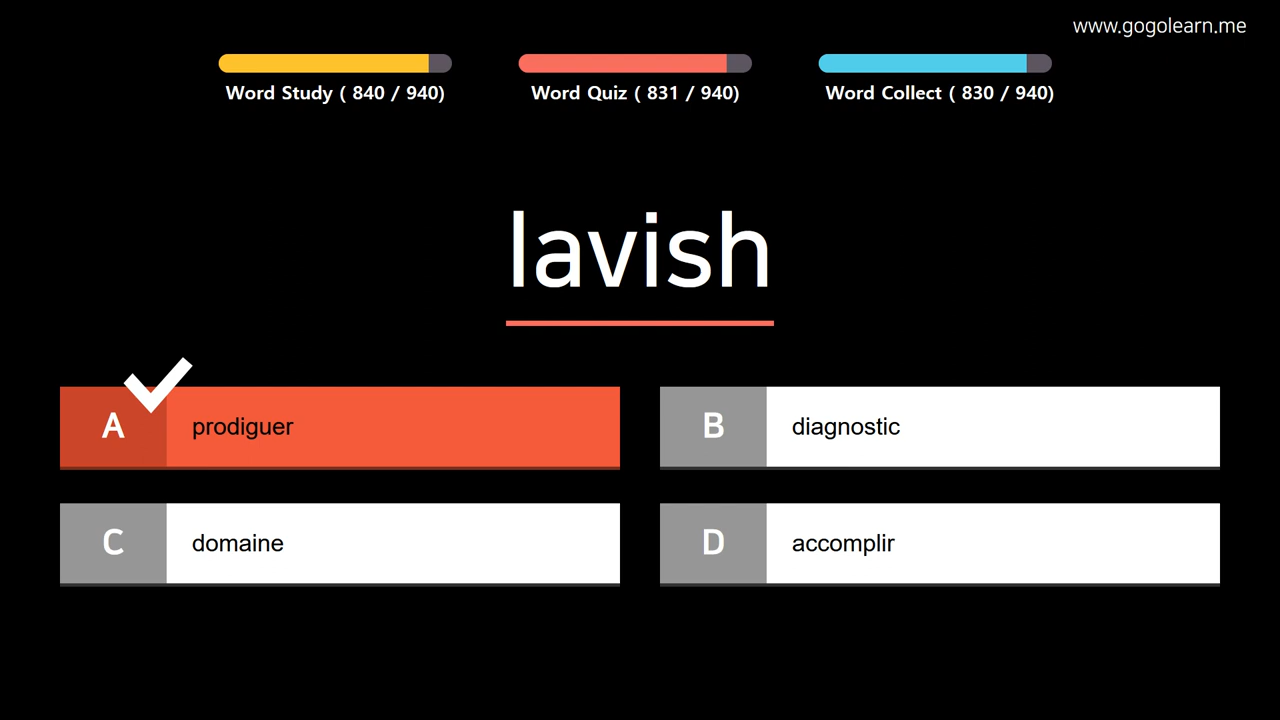 www.gogolearn.me
Word Study ( 840 / 940)
Word Quiz ( 831 / 940)
Word Collect ( 830 / 940)
lavish
A prodiguer
B diagnostic
C domaine
D accomplir